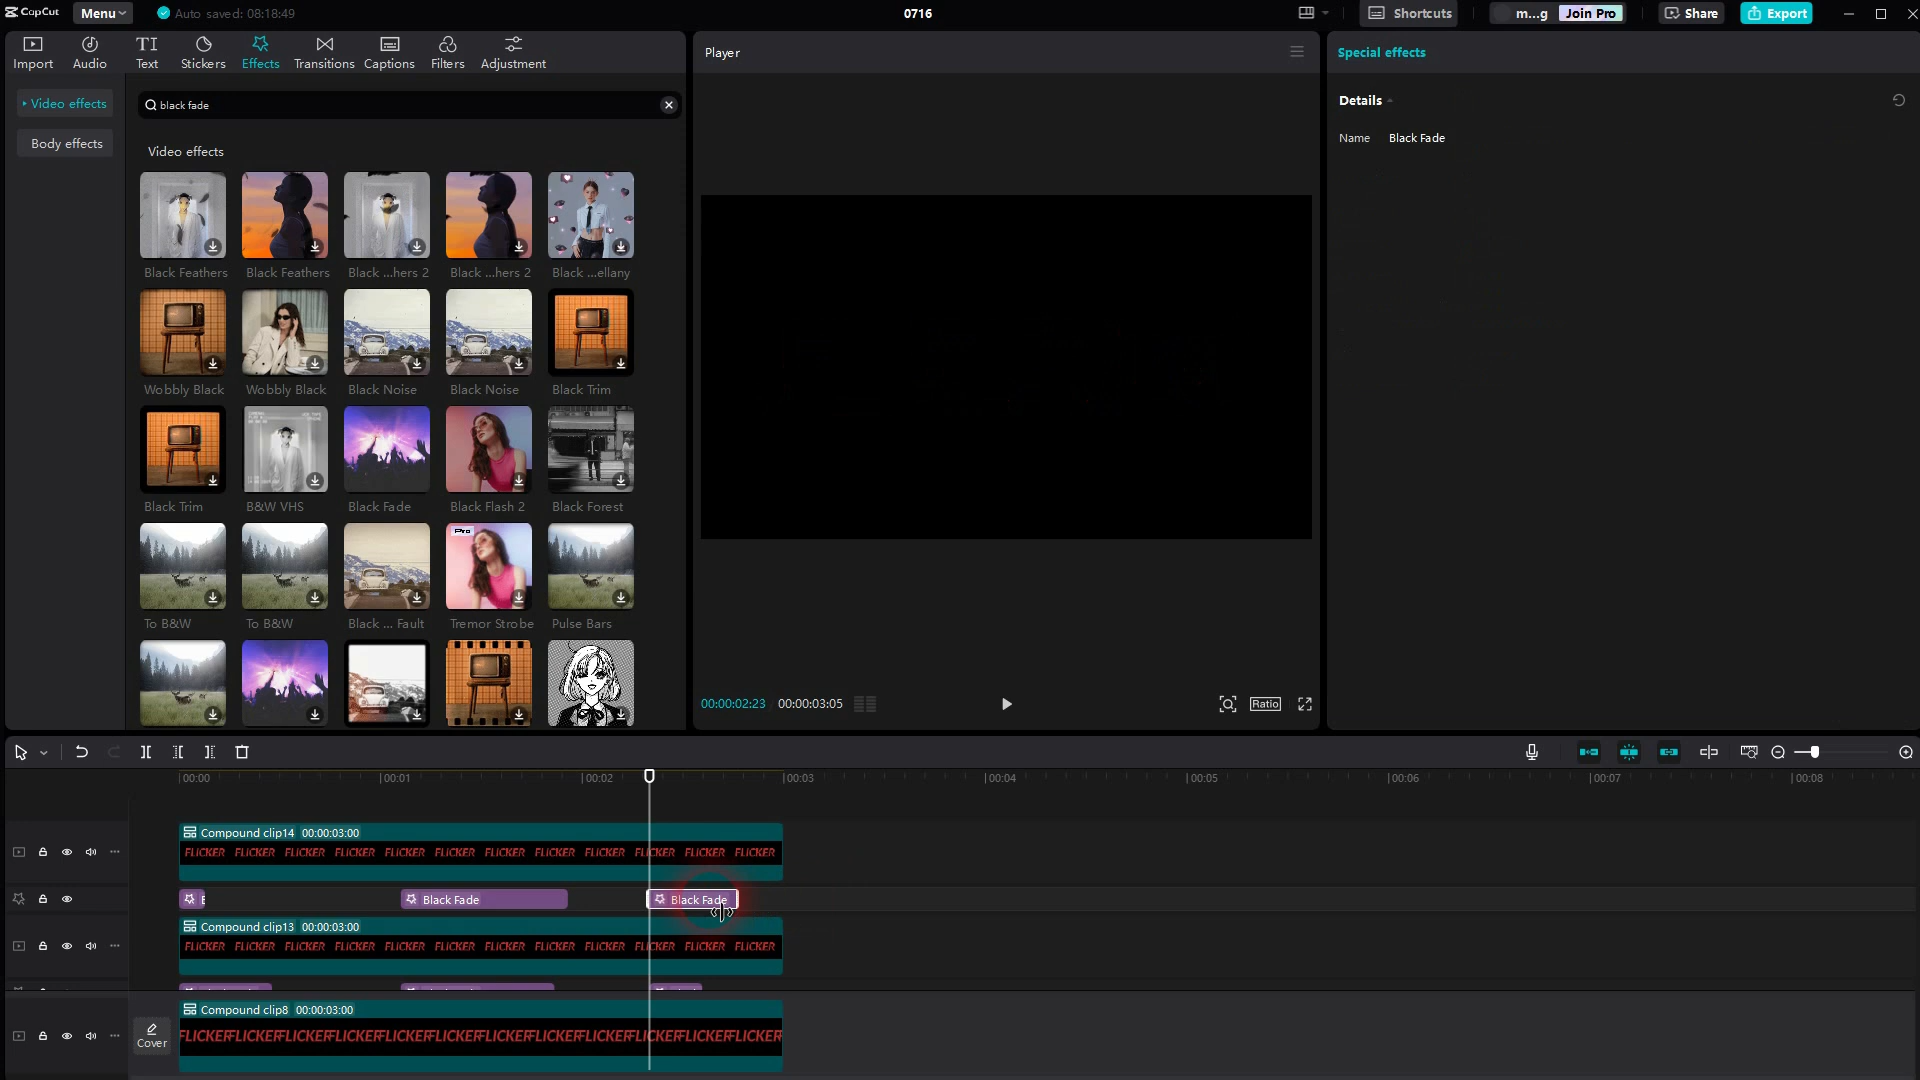 CapCut
Menu
Auto saved: 08:18:49
0716
Shortcuts
m...g
Join Pro
Share
Export
Import
Audio
Text
Stickers
Effects
Transitions
Captions
Filters
Adjustment
Video effects
Body effects
black fade
Video effects
Black Feathers
Black Feathers
Black ...hers 2
Black ...hers 2
Black ...ellany
Wobbly Black
Wobbly Black
Black Noise
Black Noise
Black Trim
Black Trim
B&W VHS
Black Fade
Black Flash 2
Black Forest
Pro
To B&W
To B&W
Black ... Fault
Tremor Strobe
Pulse Bars
Player
00:00:02:23
00:00:03:05
Ratio
Special effects
Details
Name
Black Fade
00:00
00:01
00:02
00:03
00:04
00:05
00:06
00:07
00:08
Compound clip14 00:00:03:00
FLICKER FLICKER FLICKER FLICKER FLICKER FLICKER FLICKER FLICKER FLICKER FLICKER FLICKER FLICKER
Black Fade
Black Fade
Compound clip13 00:00:03:00
FLICKER FLICKER FLICKER FLICKER FLICKER FLICKER FLICKER FLICKER FLICKER FLICKER FLICKER FLICKER
Compound clip8 00:00:03:00
FLICKERFLICKERFLICKERFLICKERFLICKERFLICKERFLICKERFLICKERFLICKERFLICKERFLICKERFLICKER
Cover